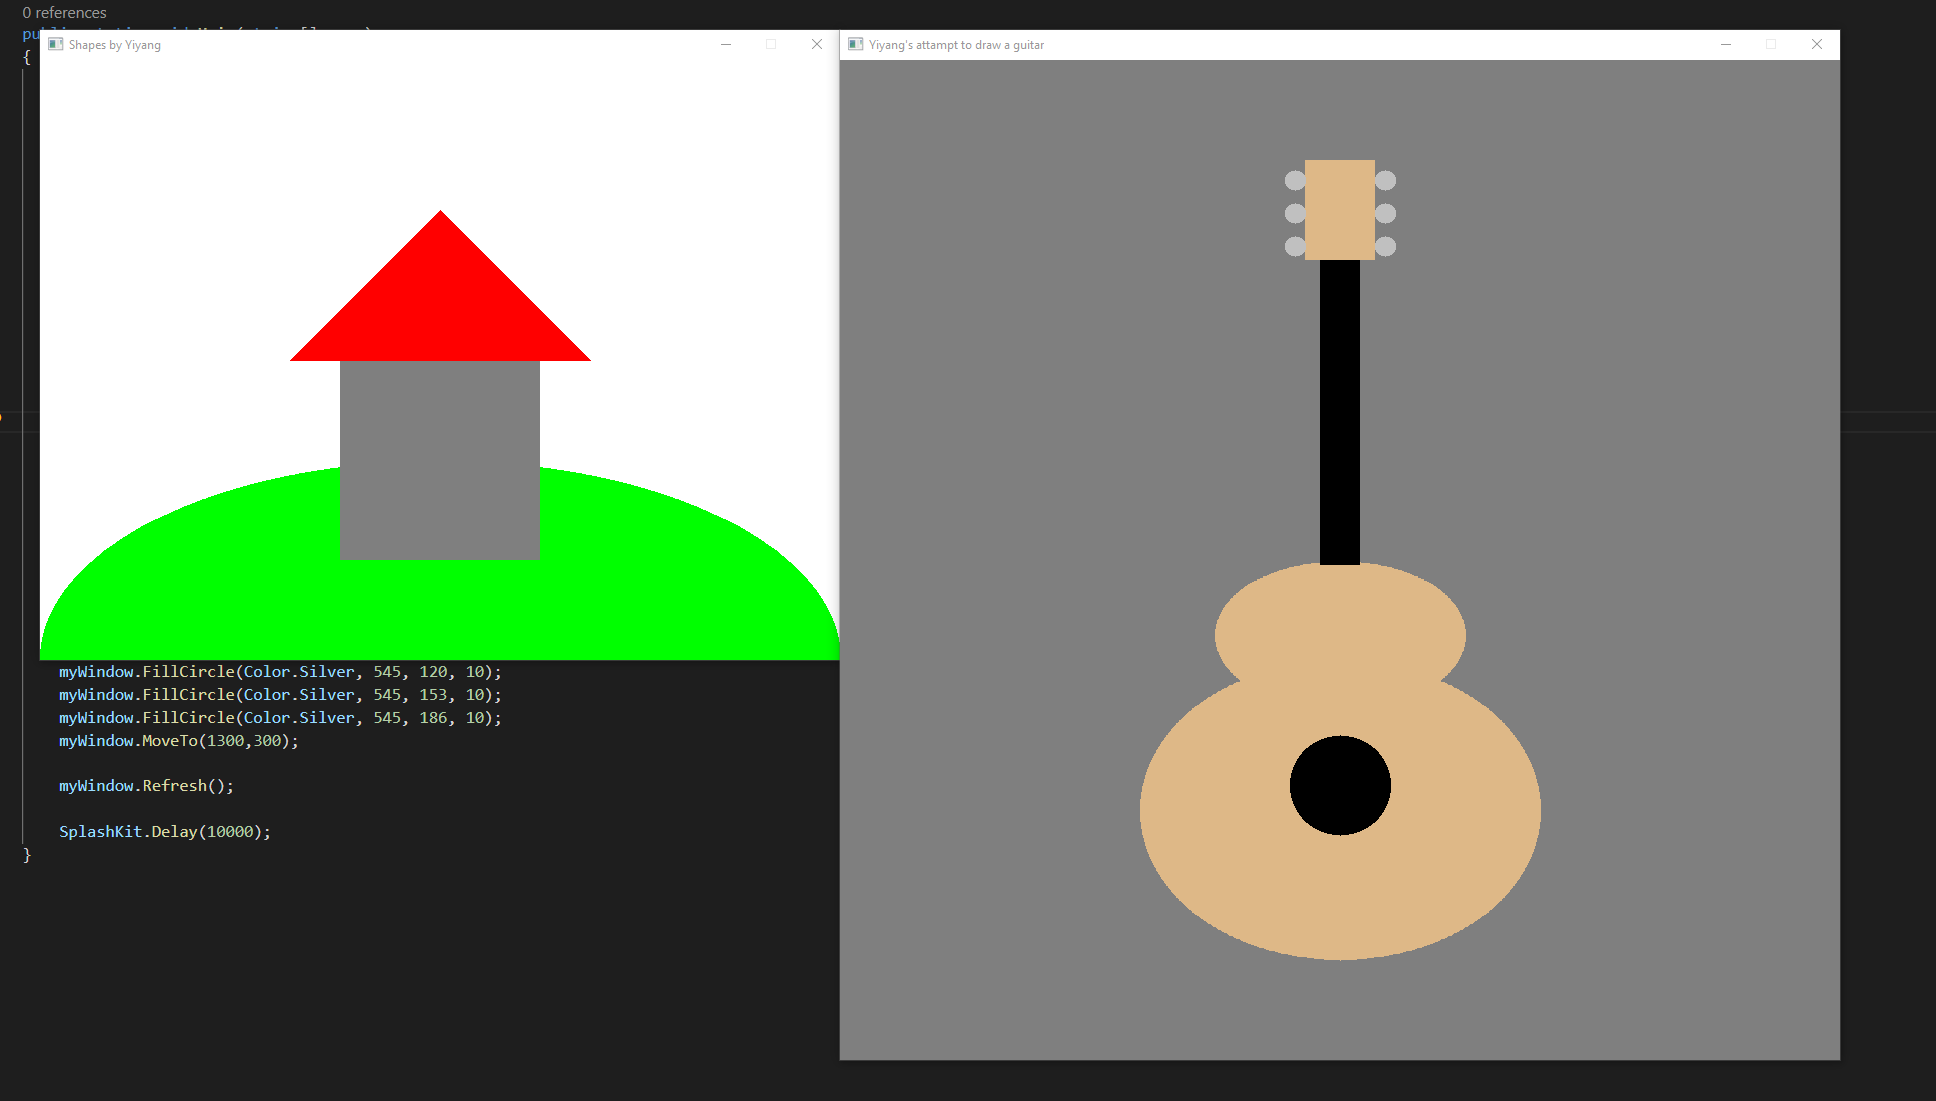 0 references
Shapes by Yiyang
Yiyang's attampt to draw a guitar
{
myWindow.FillCircle(Color.Silver, 545, 120, 10);
myWindow.FillCircle(Color.Silver, 545, 153, 10);
myWindow.FillCircle(Color.Silver, 545, 186, 10);
myWindow.MoveTo(1300,300);
myWindow.Refresh();
SplashKit.Delay(10000);
}